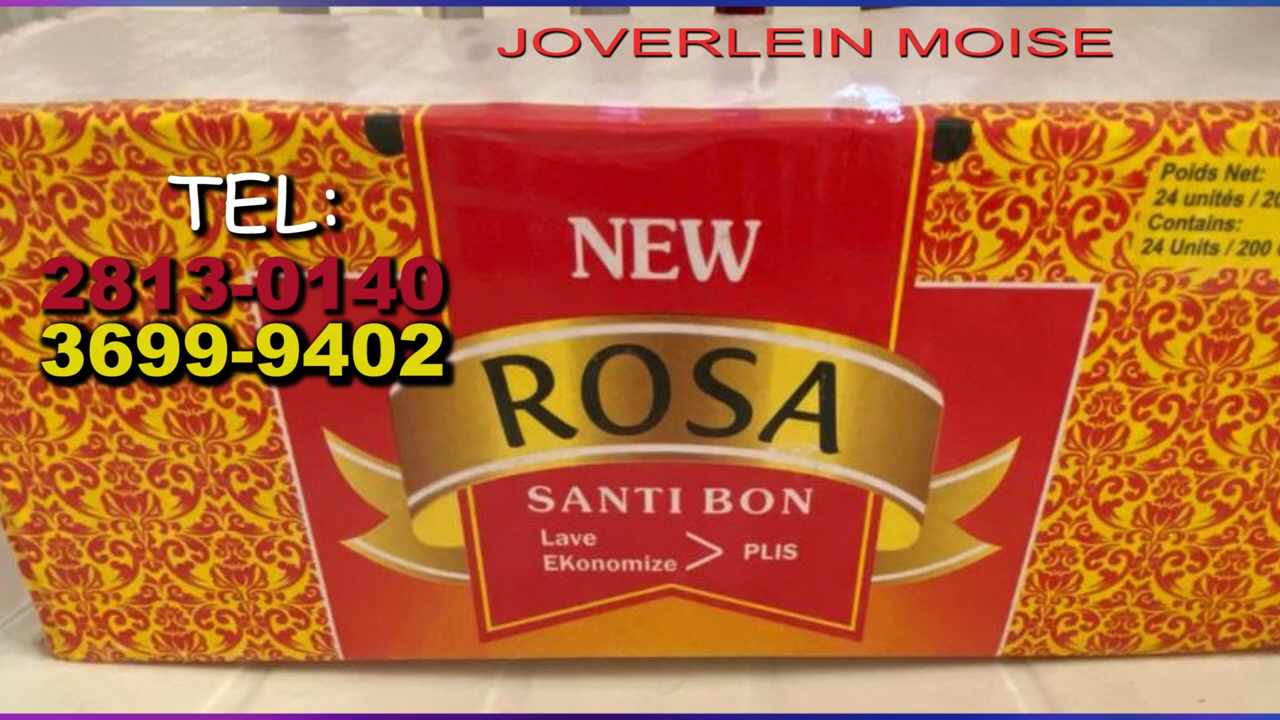 JOVERLEIN MOISE
TEL:
2813-0140
3699-9402
NEW
ROSA
SANTI BON
Lave
EKonomize > PLIS
Poids Net:
24 unités /
Contains:
24 Units / 200